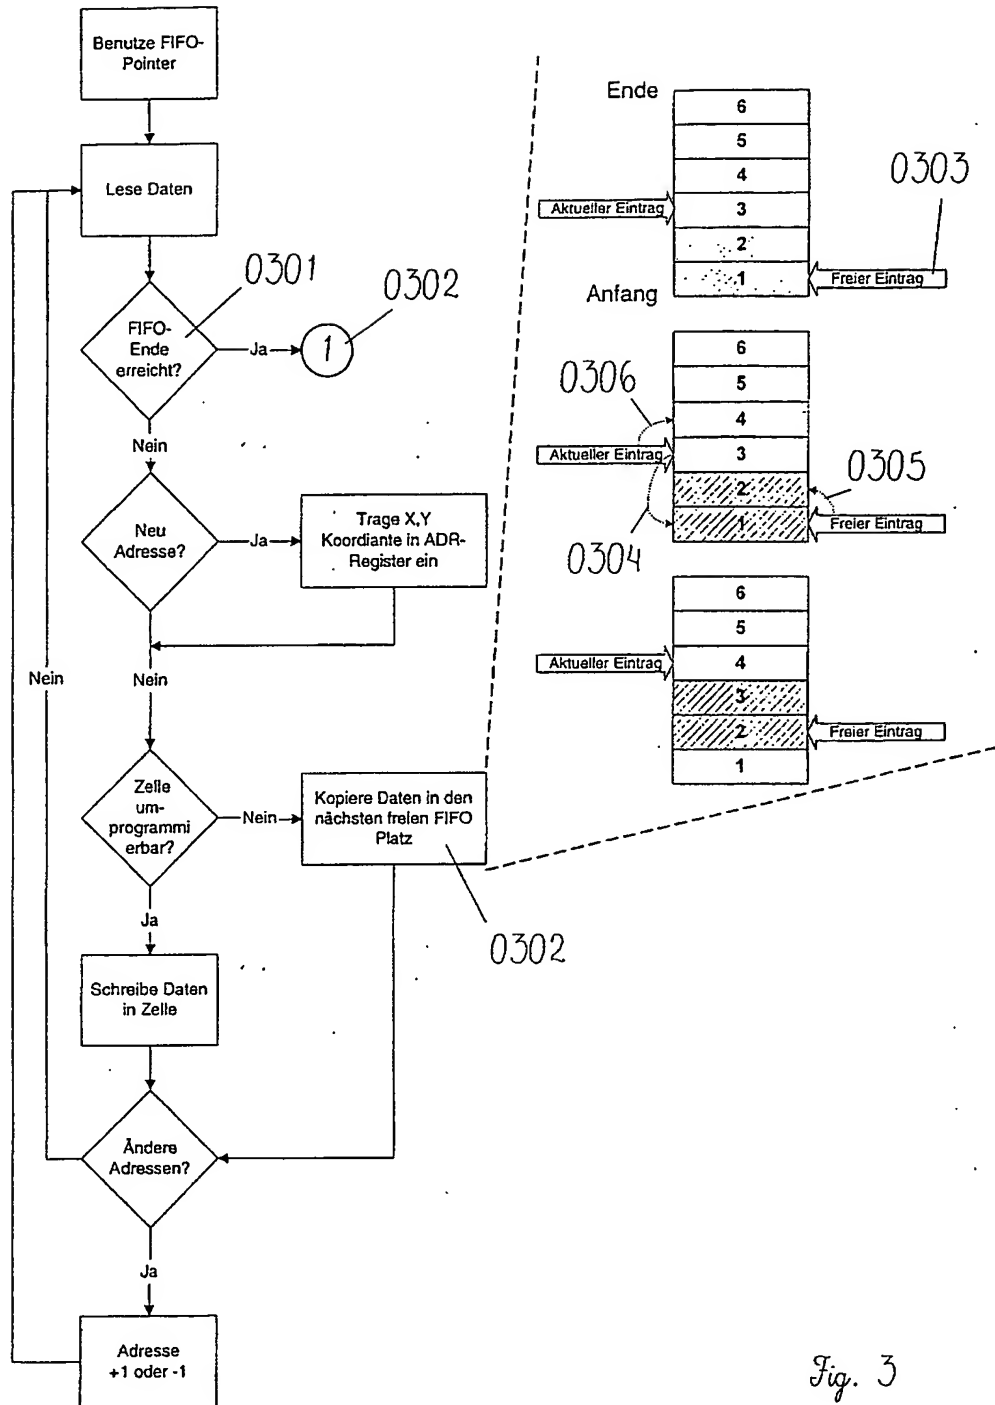 Benutze FIFO-
Pointer
Lese Daten
0301
0302
FIFO-
Ende
erreicht?
Ja
1
Nein
Neu
Adresse?
Ja
Trage X,Y
Koordiante in ADR-
Register ein
Nein
Nein
Zelle
um-
programmi
erbar?
Nein
Kopiere Daten in den
nächsten freien FIFO
Platz
0302
Ja
Schreibe Daten
in Zelle
Ändere
Adressen?
Ja
Adresse
+1 oder -1
Ende
6
5
4
0303
Aktueller Eintrag
3
2
1
Freier Eintrag
Anfang
6
5
0306
4
Aktueller Eintrag
3
0305
2
1
Freier Eintrag
0304
6
5
Aktueller Eintrag
4
3
2
Freier Eintrag
1
Fig. 3